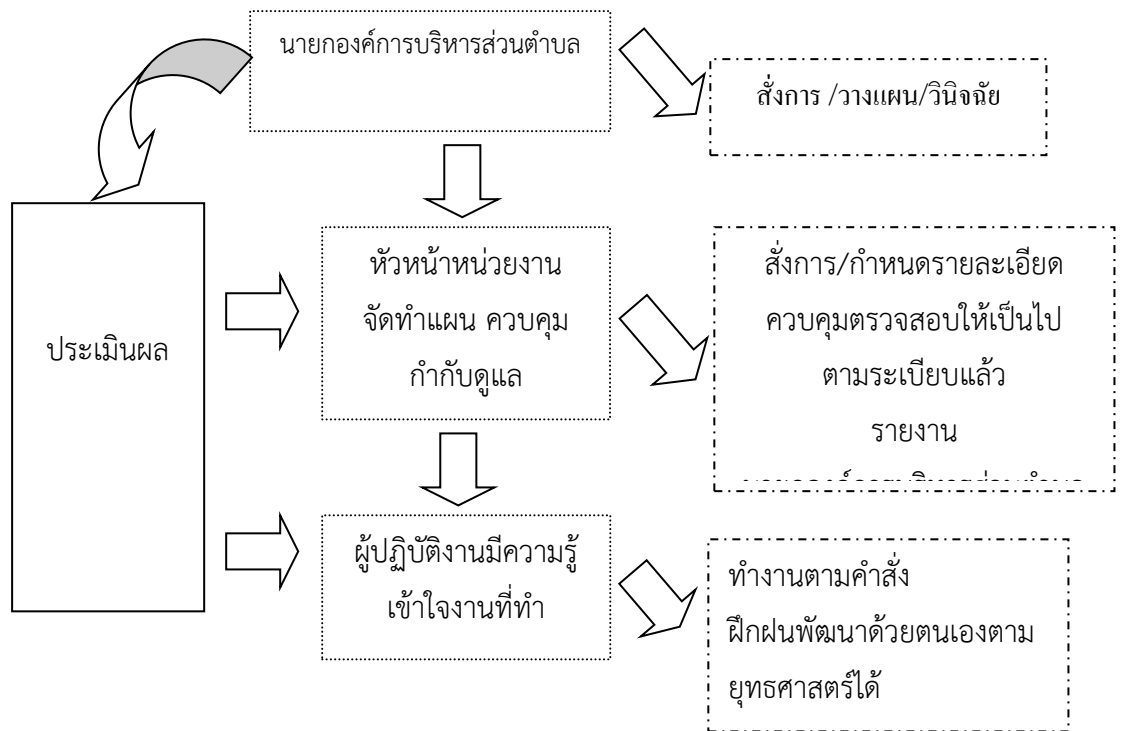 นายกองค์การบริหารส่วนตำบล
สั่งการ /วางแผน/วินิจฉัย
ประเมินผล
หัวหน้าหน่วยงาน
จัดทำแผน ควบคุม
กำกับดูแล
สั่งการ/กำหนดรายละเอียด
ควบคุมตรวจสอบให้เป็นไป
ตามระเบียบแล้ว
รายงาน
ผู้ปฏิบัติงานมีความรู้
เข้าใจงานที่ทำ
ทำงานตามคำสั่ง
ฝึกฝนพัฒนาด้วยตนเองตาม
ยุทธศาสตร์ได้